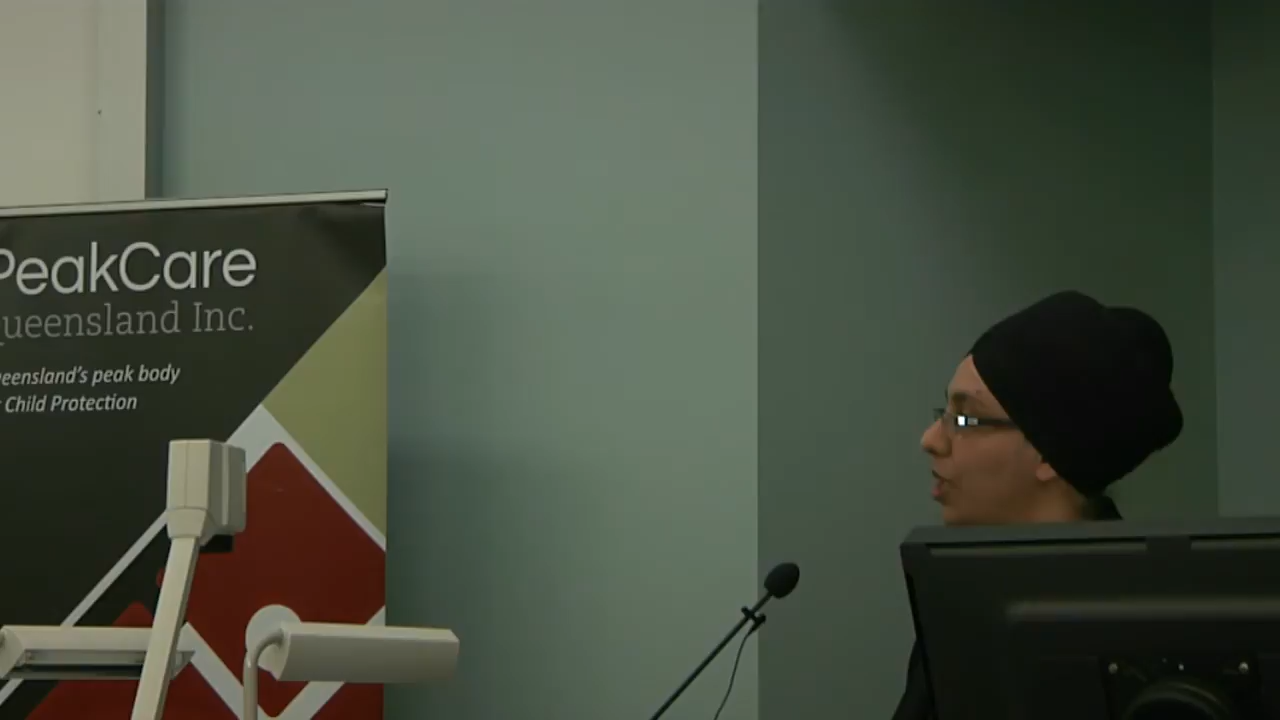 PeakCare
ueensland Inc.
eensland's peak body
Child Protection